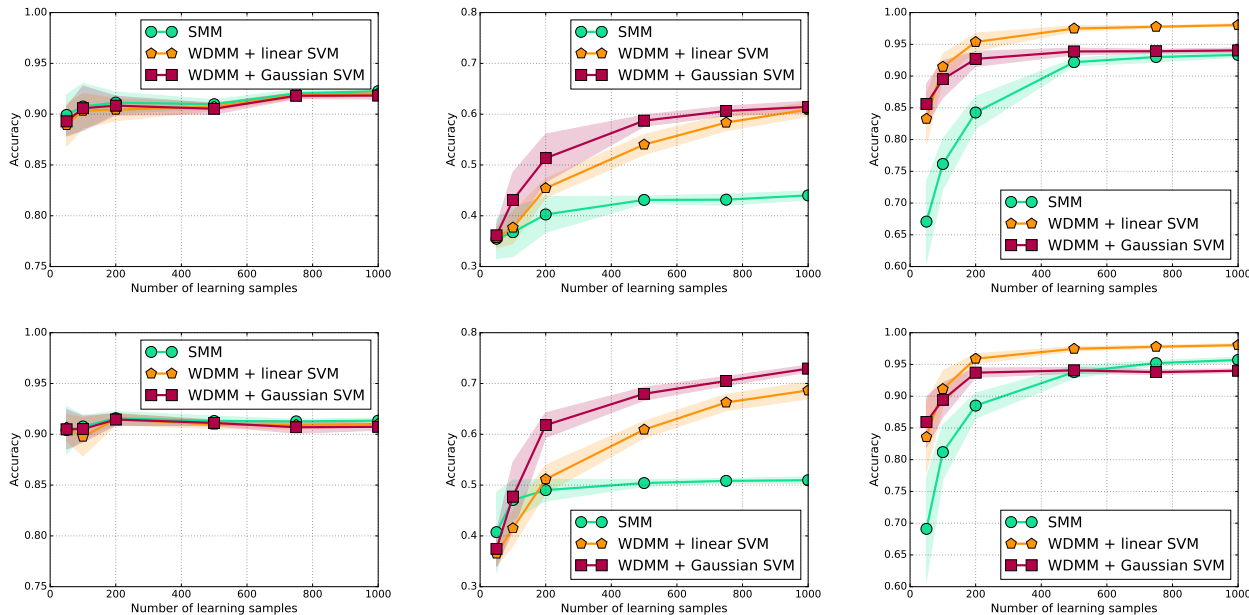 1.00
0.95
0.90
0.85
0.80
0.75
Accuracy
SMM
WDMM + linear SVM
WDMM + Gaussian SVM
0 200 400 600 800 1000
Number of learning samples
0.8
0.7
0.6
0.5
0.4
0.3
Accuracy
SMM
WDMM + linear SVM
WDMM + Gaussian SVM
0 200 400 600 800 1000
Number of learning samples
1.00
0.95
0.90
0.85
0.80
0.75
0.70
0.65
0.60
Accuracy
SMM
WDMM + linear SVM
WDMM + Gaussian SVM
0 200 400 600 800 1000
Number of learning samples
1.00
0.95
0.90
0.85
0.80
0.75
Accuracy
SMM
WDMM + linear SVM
WDMM + Gaussian SVM
0 200 400 600 800 1000
Number of learning samples
0.8
0.7
0.6
0.5
0.4
0.3
Accuracy
SMM
WDMM + linear SVM
WDMM + Gaussian SVM
0 200 400 600 800 1000
Number of learning samples
1.00
0.95
0.90
0.85
0.80
0.75
0.70
0.65
0.60
Accuracy
SMM
WDMM + linear SVM
WDMM + Gaussian SVM
0 200 400 600 800 1000
Number of learning samples